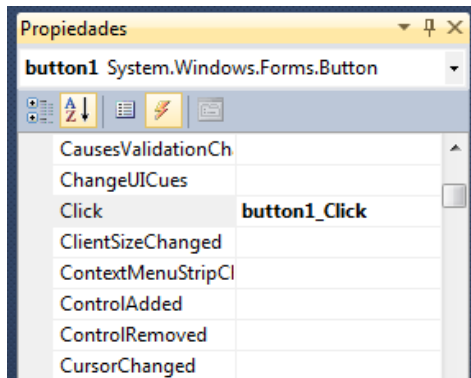 Propiedades
button1 System.Windows.Forms.Button
A
Z
CausesValidationCh
ChangeUICues
Click button1_Click
ClientSizeChanged
ContextMenuStripCl
ControlAdded
ControlRemoved
CursorChanged